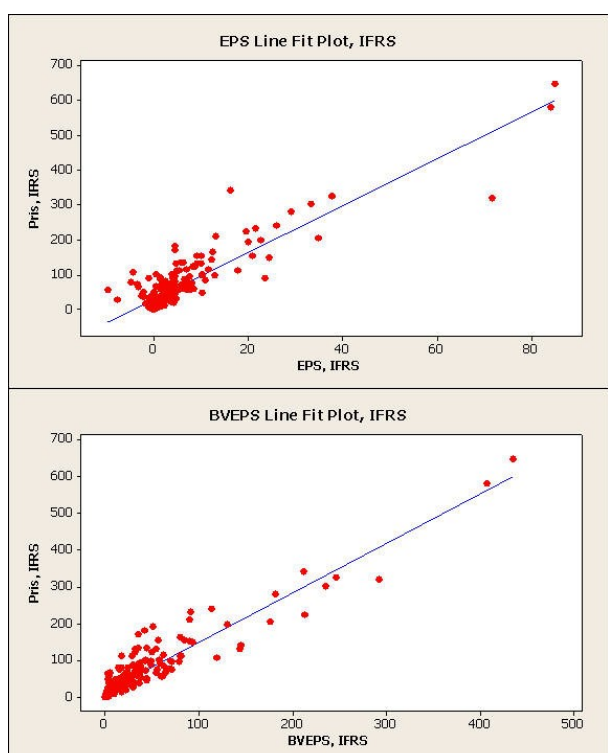 EPS Line Fit Plot, IFRS
700
600
500
400
300
200
100
0
Pris, IFRS
0 20 40 60 80
EPS, IFRS
BVEPS Line Fit Plot, IFRS
700
600
500
400
300
200
100
0
Pris, IFRS
0 100 200 300 400 500
BVEPS, IFRS